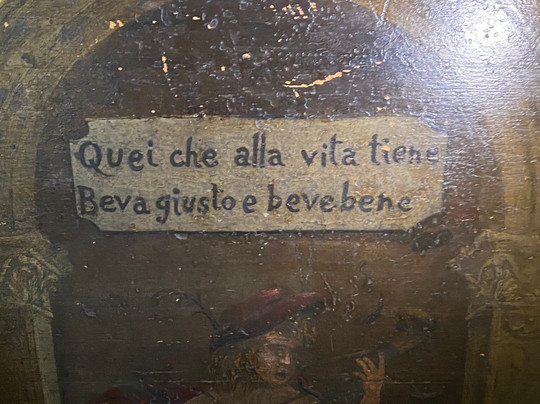 Quei che alla vita tiene
Beva giusto e beve bene